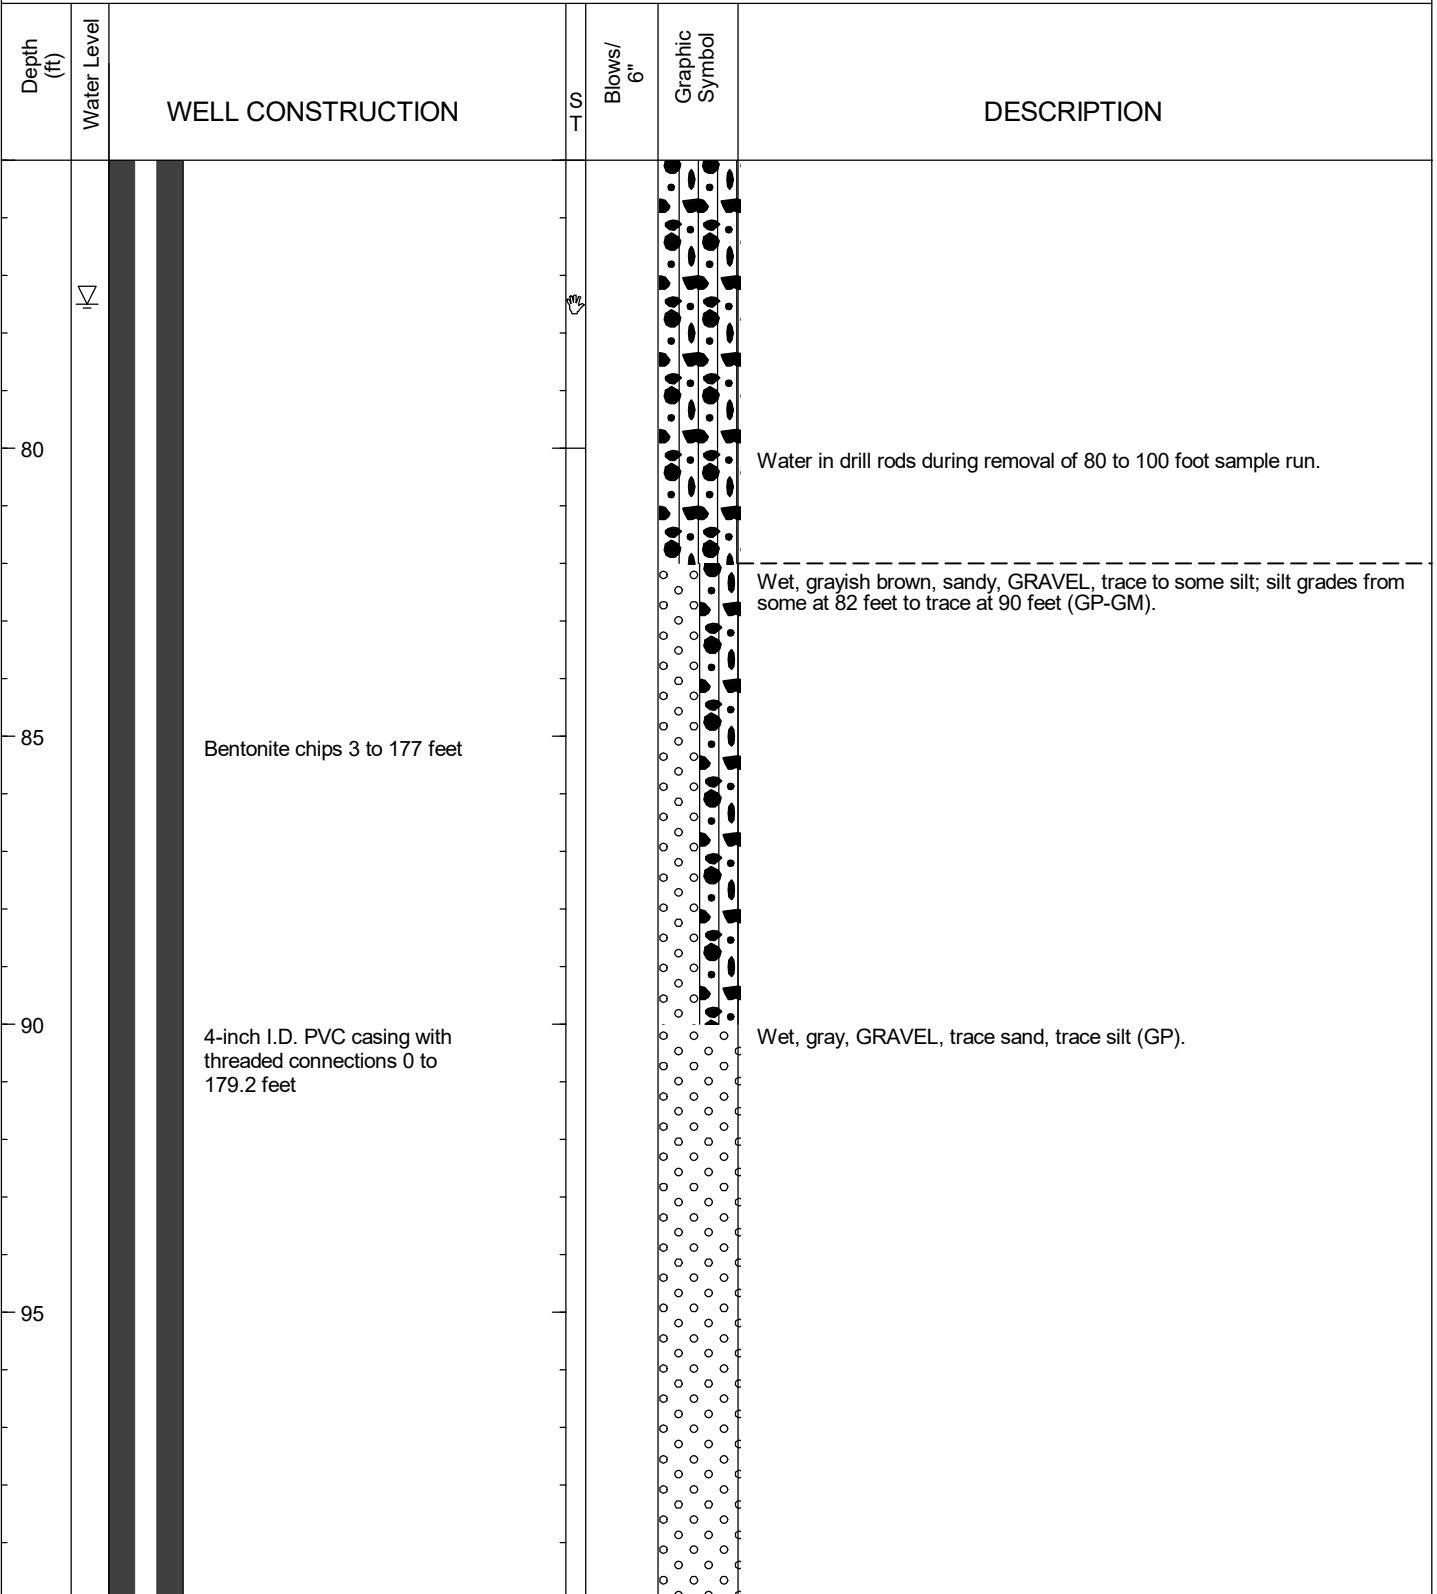 Depth
(ft)
Water Level
WELL CONSTRUCTION
S
T
Blows/
6"
Graphic
Symbol
DESCRIPTION
80
Water in drill rods during removal of 80 to 100 foot sample run.
Wet, grayish brown, sandy, GRAVEL, trace to some silt; silt grades from
some at 82 feet to trace at 90 feet (GP-GM).
85
Bentonite chips 3 to 177 feet
90
4-inch I.D. PVC casing with
threaded connections 0 to
179.2 feet
Wet, gray, GRAVEL, trace sand, trace silt (GP).
95